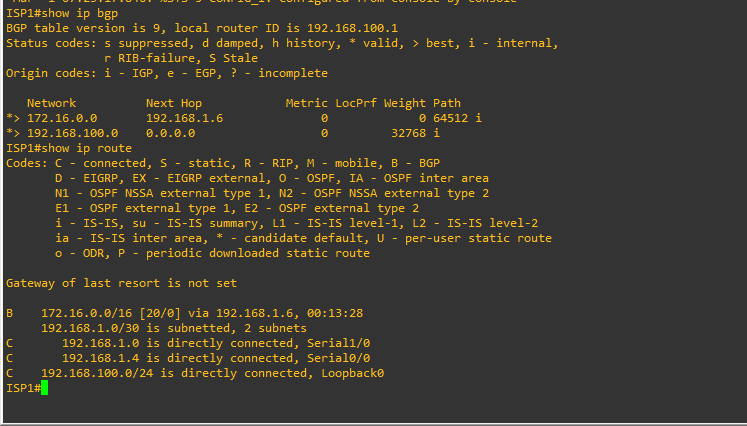 ISP1#show ip bgp
BGP table version is 9, local router ID is 192.168.100.1
Status codes: s suppressed, d damped, h history, * valid, > best, i - internal,
              r RIB-failure, S Stale
Origin codes: i - IGP, e - EGP, ? - incomplete

   Network          Next Hop            Metric LocPrf Weight Path
*> 172.16.0.0       192.168.1.6              0             0 64512 i
*> 192.168.100.0    0.0.0.0                  0         32768 i
ISP1#show ip route
Codes: C - connected, S - static, R - RIP, M - mobile, B - BGP
       D - EIGRP, EX - EIGRP external, O - OSPF, IA - OSPF inter area
       N1 - OSPF NSSA external type 1, N2 - OSPF NSSA external type 2
       E1 - OSPF external type 1, E2 - OSPF external type 2
       i - IS-IS, su - IS-IS summary, L1 - IS-IS level-1, L2 - IS-IS level-2
       ia - IS-IS inter area, * - candidate default, U - per-user static route
       o - ODR, P - periodic downloaded static route

Gateway of last resort is not set

B    172.16.0.0/16 [20/0] via 192.168.1.6, 00:13:28
     192.168.1.0/30 is subnetted, 2 subnets
C       192.168.1.0 is directly connected, Serial1/0
C       192.168.1.4 is directly connected, Serial0/0
C    192.168.100.0/24 is directly connected, Loopback0
ISP1#